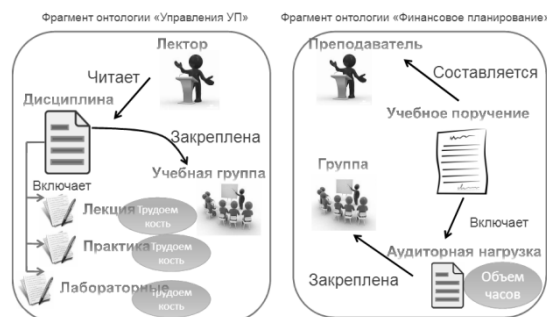 Фрагмент онтологии «Управления УП»
Лектор
Читает
Дисциплина
Закреплена
Учебная группа
Включает
Лекция
Трудоем
кость
Практика
Трудоем
кость
Лабораторные
Трудоем
кость
Фрагмент онтологии «Финансовое планирование»
Преподаватель
Составляется
Учебное поручение
Группа
Включает
Аудиторная нагрузка
Закреплена
Объем
часов